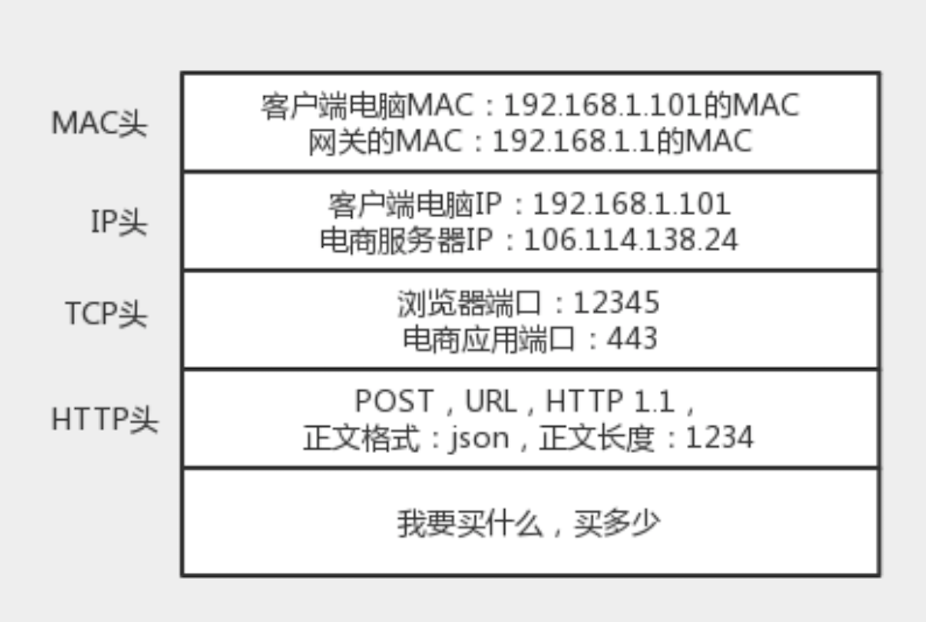 MAC头
客户端电脑MAC：192.168.1.101的MAC
网关的MAC：192.168.1.1的MAC
IP头
客户端电脑IP：192.168.1.101
电商服务器IP：106.114.138.24
TCP头
浏览器端口：12345
电商应用端口：443
HTTP头
POST，URL，HTTP 1.1，
正文格式：json，正文长度：1234
我要买什么，买多少